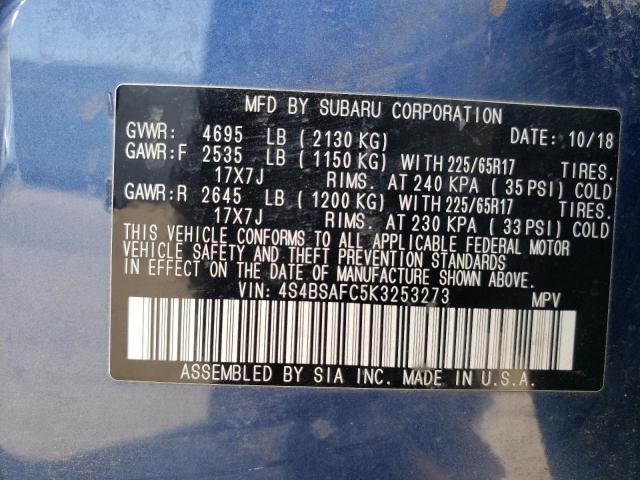 MFD BY SUBARU CORPORATION
GVWR: 4695 LB ( 2130 KG) DATE: 10/18
GAWR:F 2535 LB ( 1150 KG) WITH 225/65R17 TIRES.
17X7J RIMS. AT 240 KPA ( 35 PSI) COLD
GAWR:R 2645 LB ( 1200 KG) WITH 225/65R17 TIRES.
17X7J RIMS. AT 230 KPA ( 33 PSI) COLD
THIS VEHICLE CONFORMS TO ALL APPLICABLE FEDERAL MOTOR
VEHICLE SAFETY AND THEFT PREVENTION STANDARDS IN EFFECT
ON THE DATE OF MANUFACTURE SHOWN ABOVE.
VIN: 4S4BSAFC5K3253273 MPV
ASSEMBLED BY SIA INC. MADE IN U.S.A.